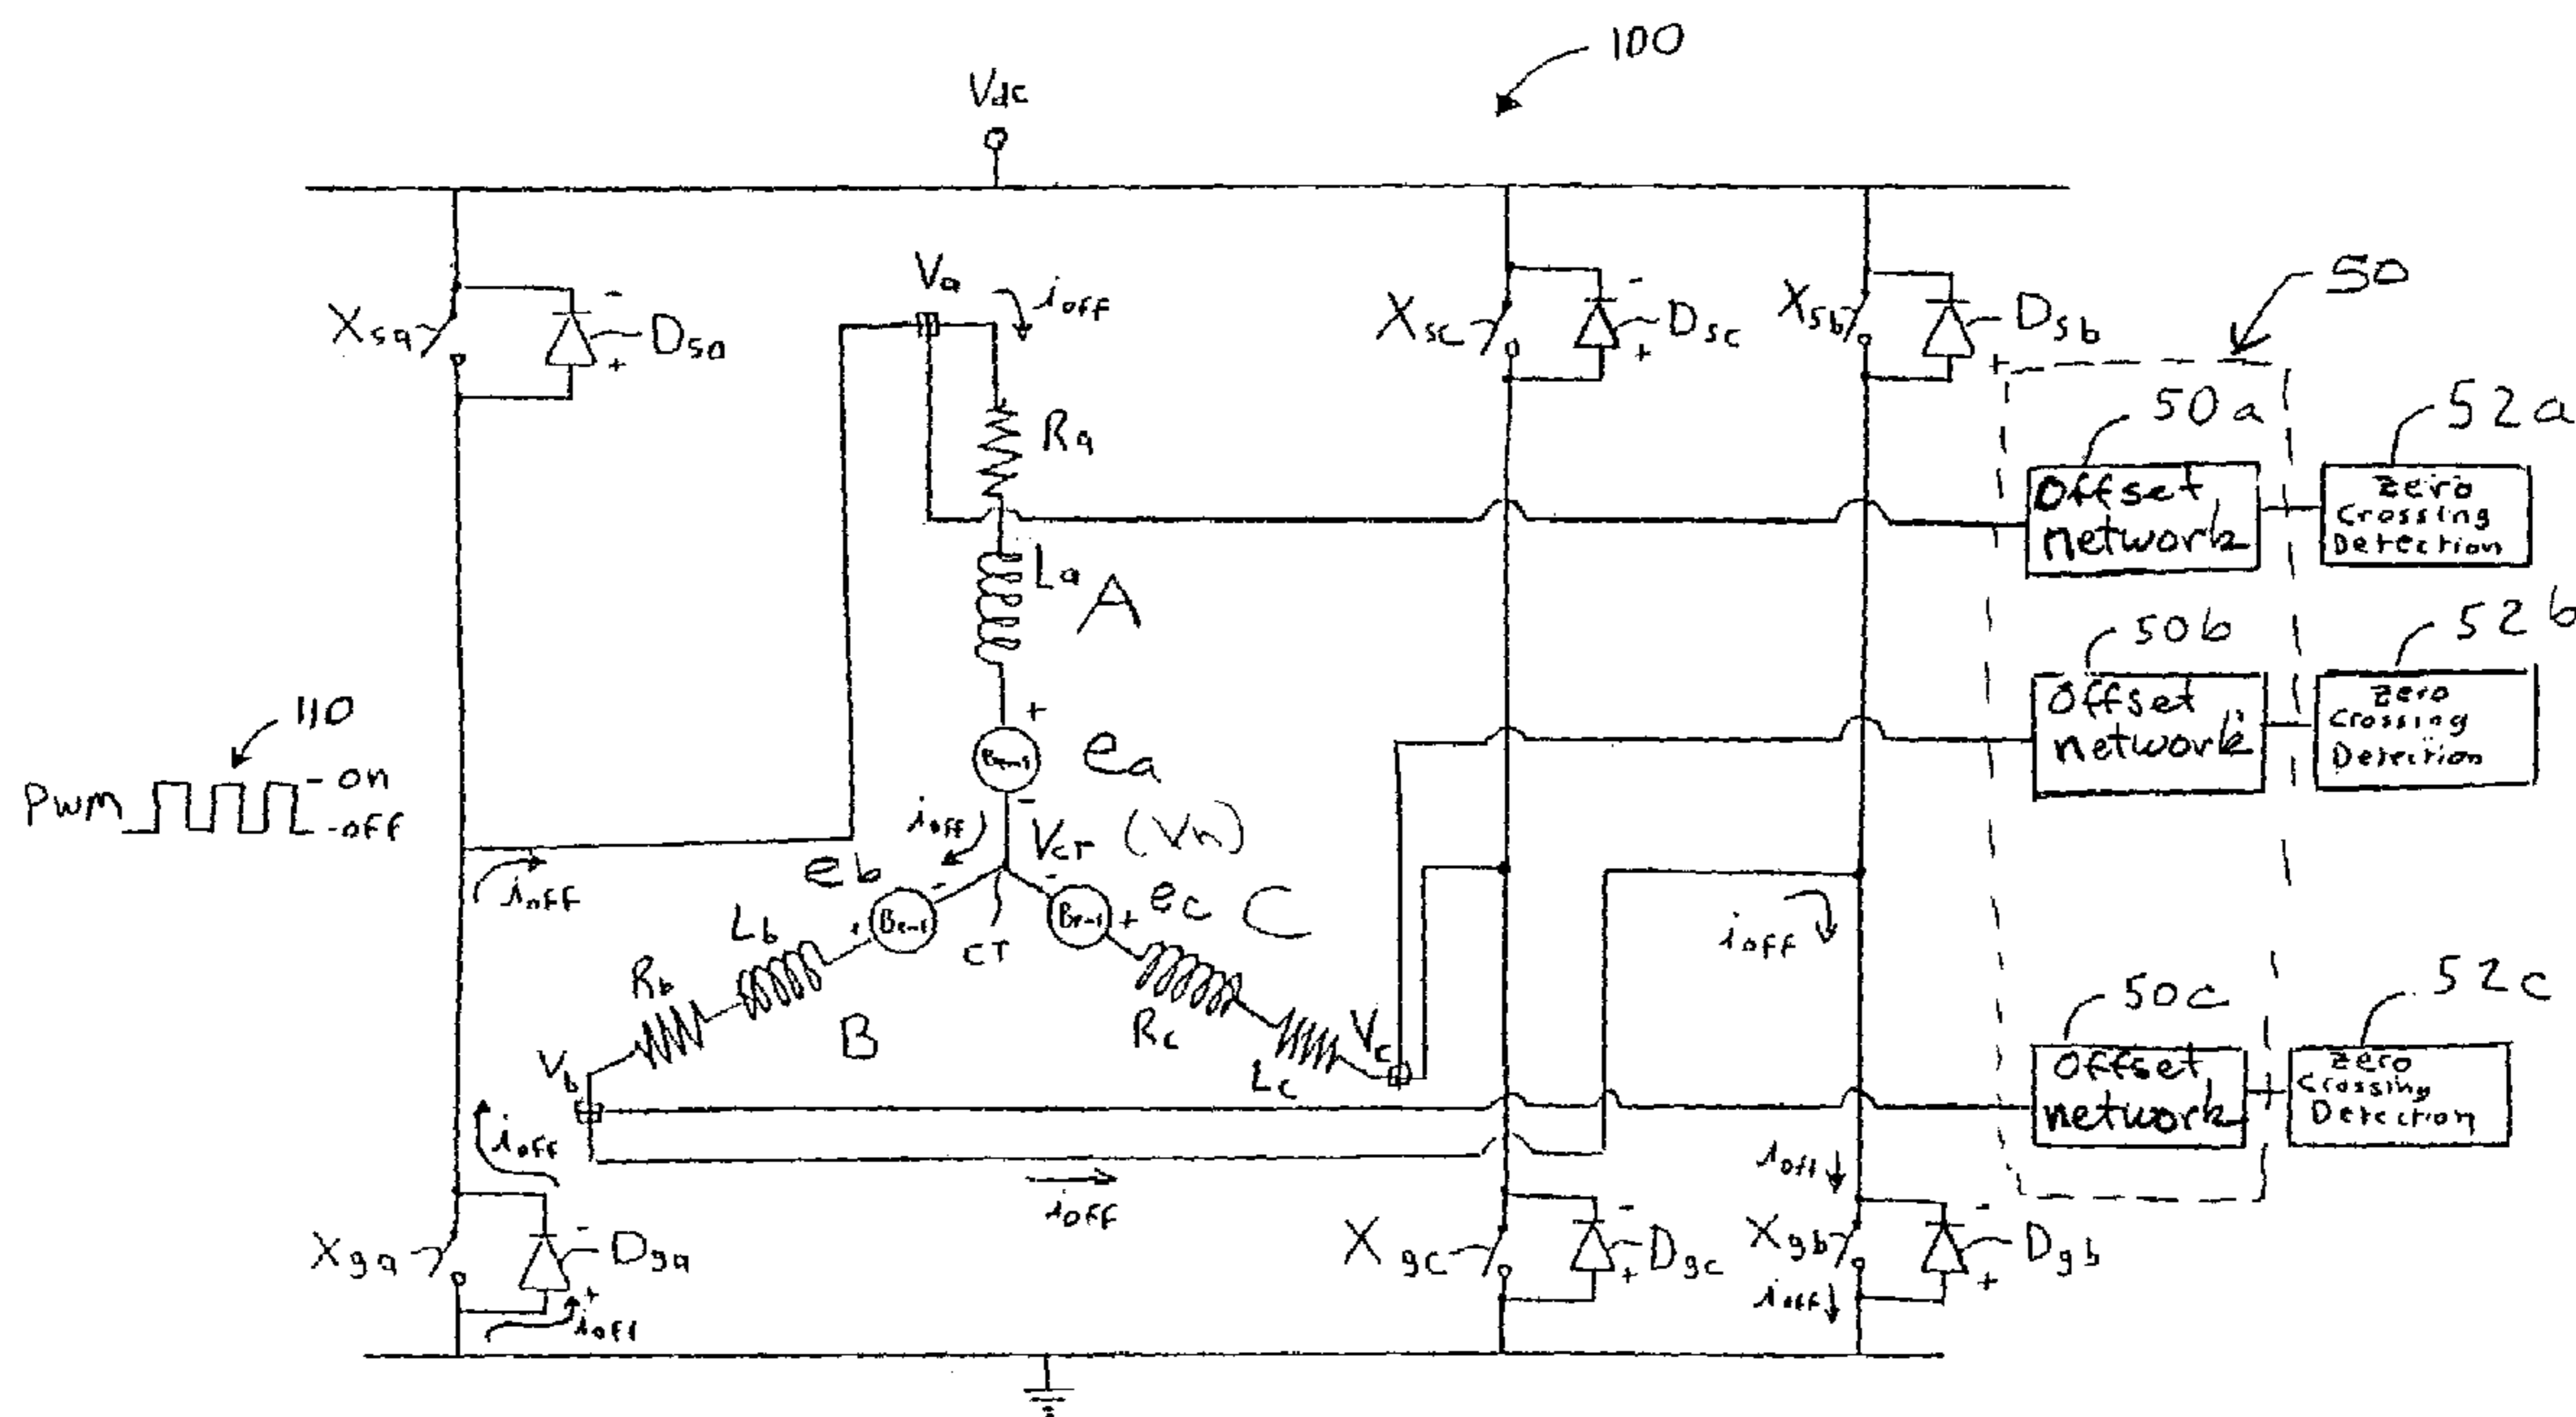 100
Vdc
50
Va
ioff
Xsa
Dsa
-
+
Xsc
Dsc
-
+
Xsb
Dsb
+
50a
52a
Ra
Offset
network
Zero
Crossing
Detection
La
A
50b
52b
110
Offset
network
Zero
Crossing
Detection
+
ea
PWM
- on
- off
-
ioff
Vct
(Vn)
eb
-
-
ioff
ec
C
+
+
CT
Lb
ioff
Rb
B
Rc
Vc
Lc
50c
52c
Vb
Offset
network
Zero
Crossing
Detection
ioff
ioff
ioff
Xga
Dga
-
+
ioff
Xgc
Dgc
-
+
Xgb
Dgb
-
+
ioff